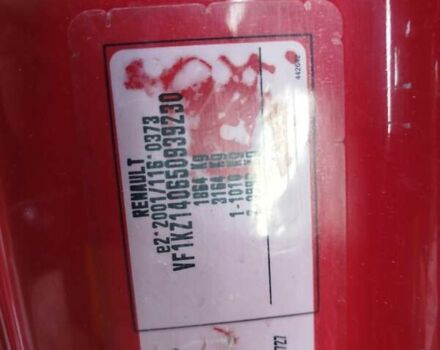 RENAULT
e2*2001/116*0373
VF1KZ140650939230
1864 Kg
3164 Kg
1-1010 Kg